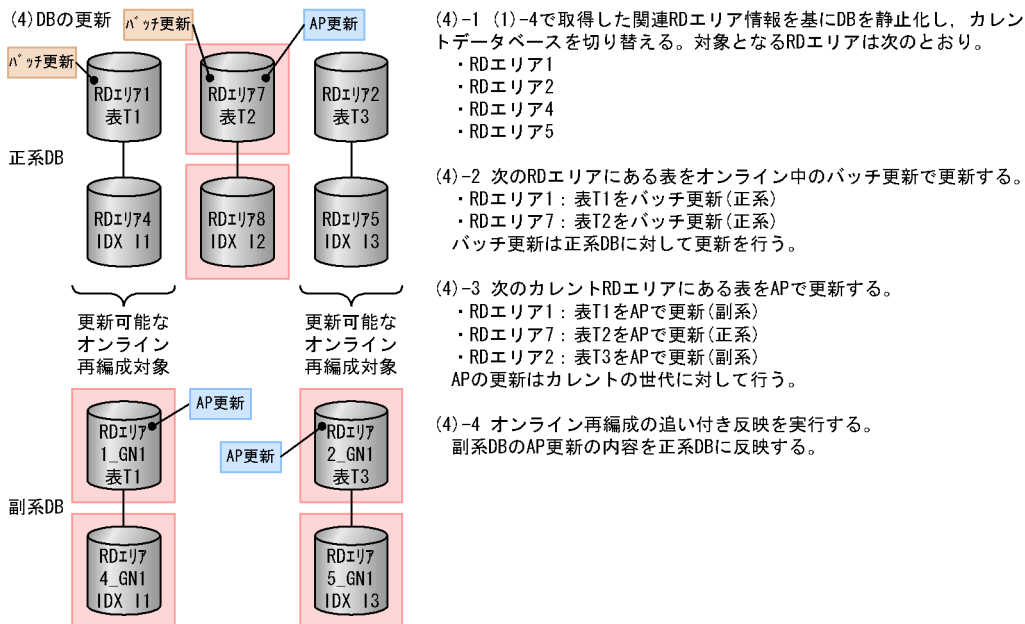 (4)DBの更新
バッチ更新
AP更新
バッチ更新
RDエリア1
表T1
RDエリア7
表T2
RDエリア2
表T3
正系DB
RDエリア4
IDX I1
RDエリア8
IDX I2
RDエリア5
IDX I3
更新可能な
オンライン
再編成対象
更新可能な
オンライン
再編成対象
AP更新
AP更新
RDエリア
1_GN1
表T1
RDエリア
2_GN1
表T3
副系DB
RDエリア
4_GN1
IDX I1
RDエリア
5_GN1
IDX I3
(4)-1 (1)-4で取得した関連RDエリア情報を基にDBを静止化し，カレン
トデータベースを切り替える。対象となるRDエリアは次のとおり。
・RDエリア1
・RDエリア2
・RDエリア4
・RDエリア5
(4)-2 次のRDエリアにある表をオンライン中のバッチ更新で更新する。
・RDエリア1：表T1をバッチ更新(正系)
・RDエリア7：表T2をバッチ更新(正系)
バッチ更新は正系DBに対して更新を行う。
(4)-3 次のカレントRDエリアにある表をAPで更新する。
・RDエリア1：表T1をAPで更新(副系)
・RDエリア7：表T2をAPで更新(正系)
・RDエリア2：表T3をAPで更新(副系)
APの更新はカレントの世代に対して行う。
(4)-4 オンライン再編成の追い付き反映を実行する。
副系DBのAP更新の内容を正系DBに反映する。